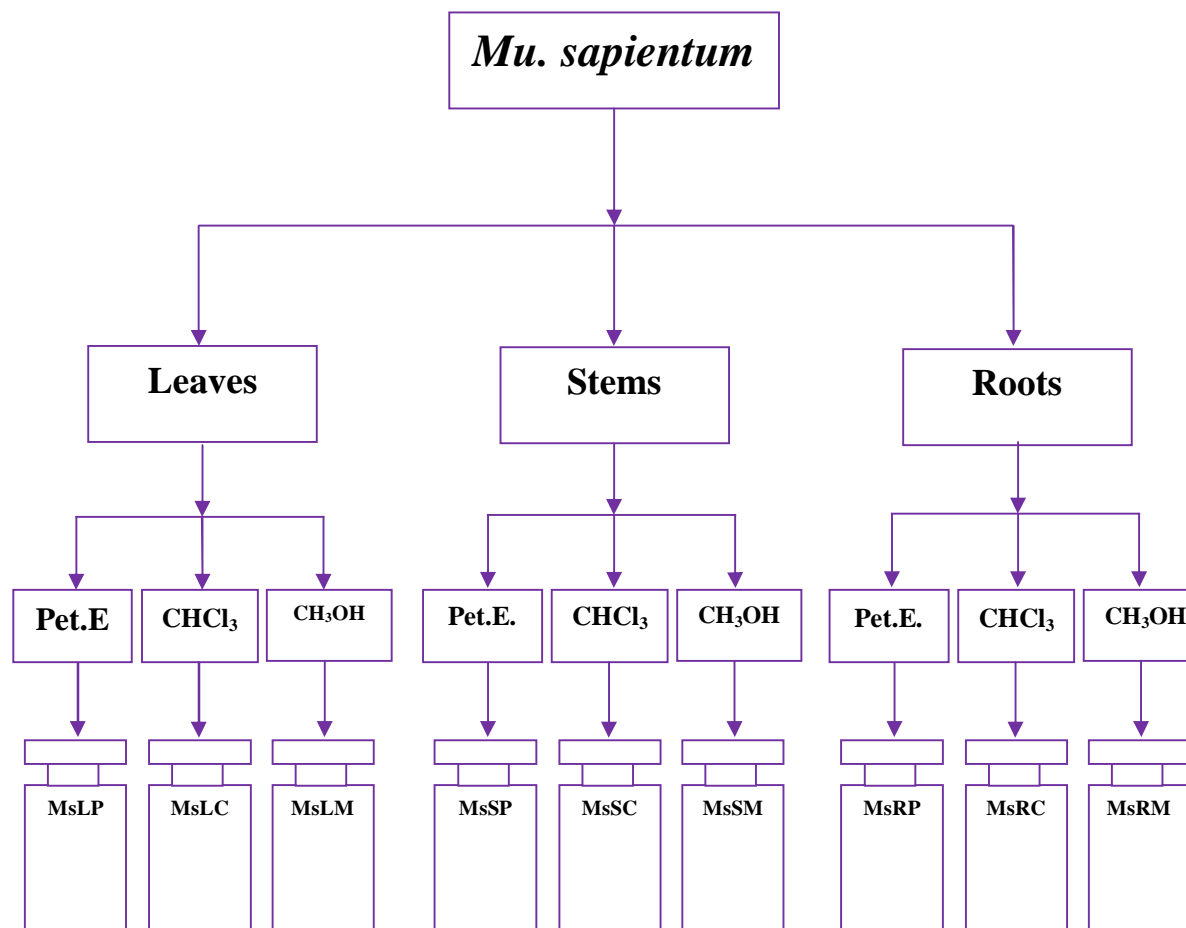 Mu. sapientum
Leaves
Stems
Roots
Pet.E
CHCl₃
CH₃OH
Pet.E.
CHCl₃
CH₃OH
Pet.E.
CHCl₃
CH₃OH
MsLP
MsLC
MsLM
MsSP
MsSC
MsSM
MsRP
MsRC
MsRM